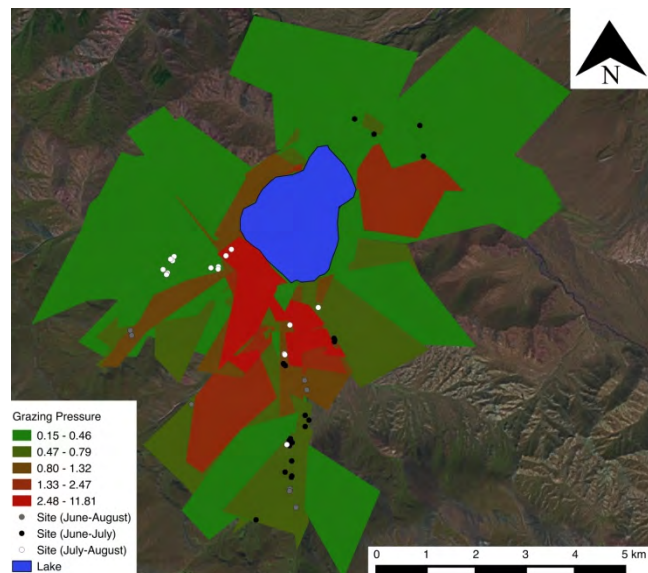 N
Grazing Pressure
0.15 - 0.46
0.47 - 0.79
0.80 - 1.32
1.33 - 2.47
2.48 - 11.81
Site (June-August)
Site (June-July)
Site (July-August)
Lake
0 1 2 3 4 5 km